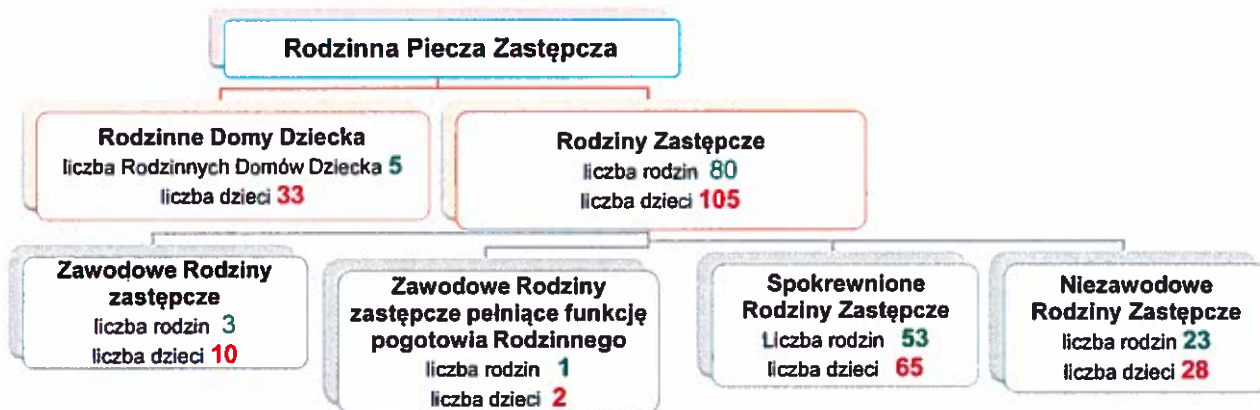 Rodzinna Piecza Zastępcza
Rodzinne Domy Dziecka
liczba Rodzinnych Domów Dziecka 5
liczba dzieci 33
Rodziny Zastępcze
liczba rodzin 80
liczba dzieci 105
Zawodowe Rodziny
zastępcze
liczba rodzin 3
liczba dzieci 10
Zawodowe Rodziny
zastępcze pełniące funkcję
pogotowia Rodzinnego
liczba rodzin 1
liczba dzieci 2
Spokrewnione
Rodziny Zastępcze
Liczba rodzin 53
liczba dzieci 65
Niezawodowe
Rodziny Zastępcze
liczba rodzin 23
liczba dzieci 28